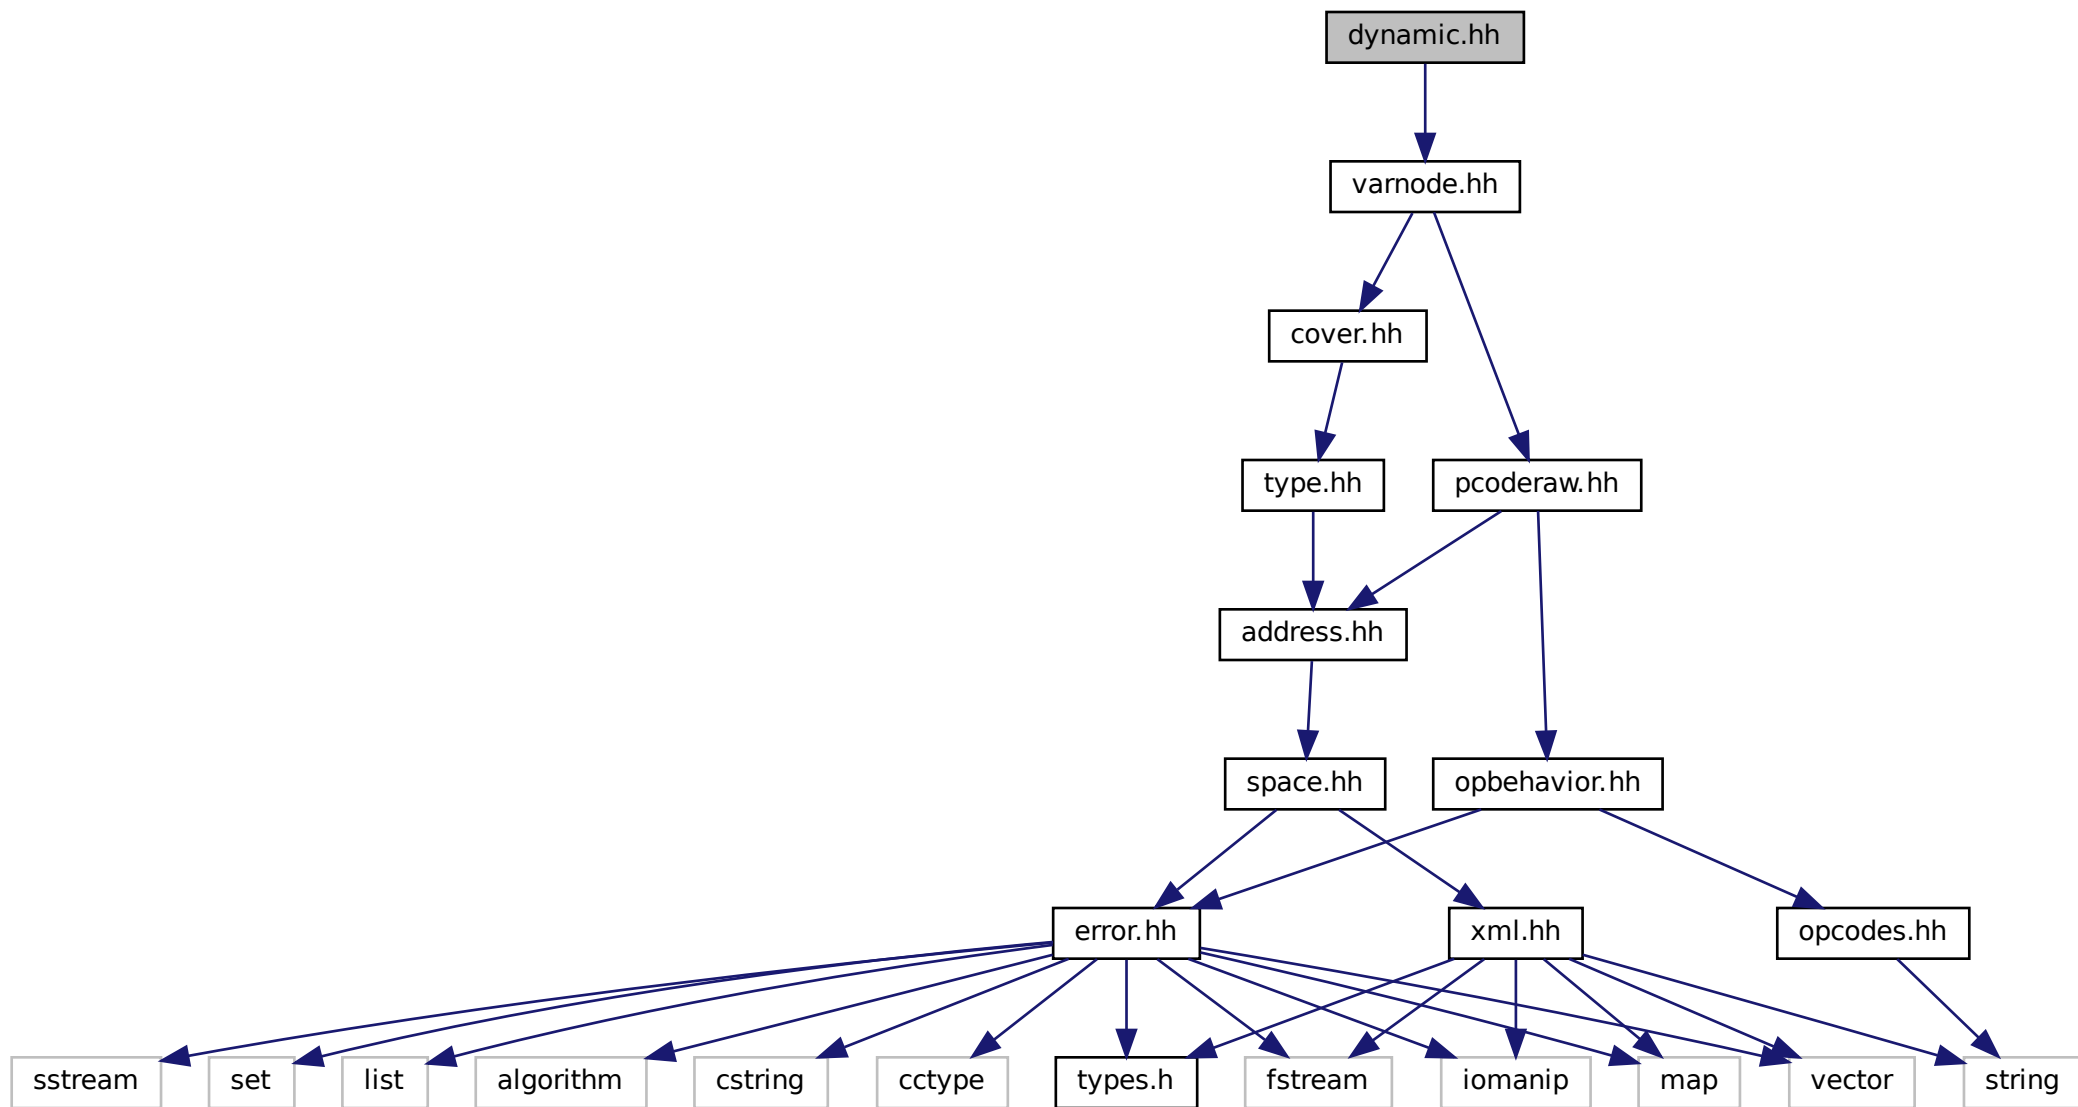 dynamic.hh
varnode.hh
cover.hh
type.hh
pcoderaw.hh
address.hh
space.hh
opbehavior.hh
error.hh
xml.hh
opcodes.hh
sstream
set
list
algorithm
cstring
cctype
types.h
fstream
iomanip
map
vector
string